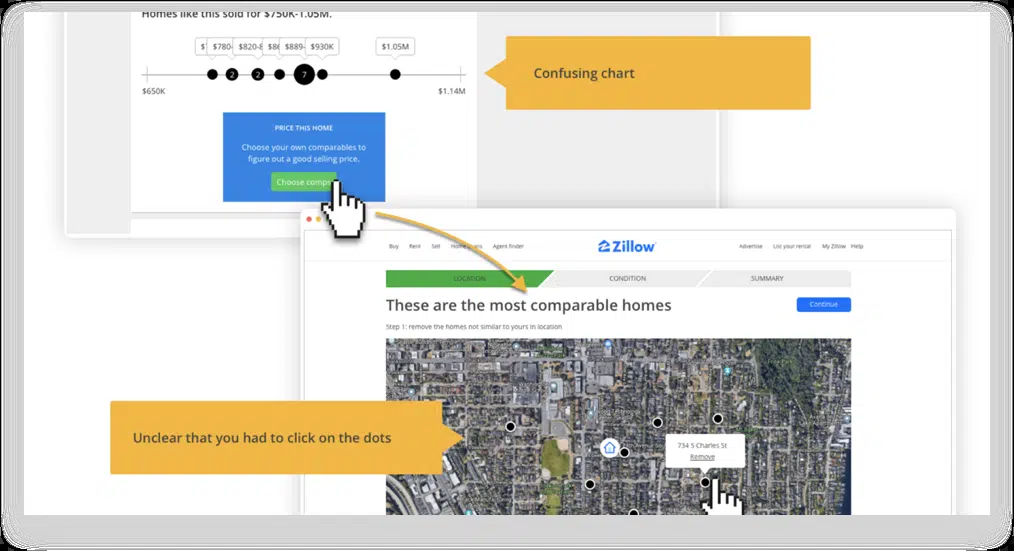 Homes like this sold for $750K-1.05M.
$780- $820-8 $889- $930K $1.05M
2 2 7
$650K $1.14M
Confusing chart
PRICE THIS HOME
Choose your own comparables to
figure out a good selling price.
Choose comps
Buy Rent Sell Home Loans Agent finder Zillow Advertise List your rental My Zillow Help
LOCATION CONDITION SUMMARY
These are the most comparable homes
Continue
Step 1: remove the homes not similar to yours in location
Unclear that you had to click on the dots
734 S Charles St
Remove